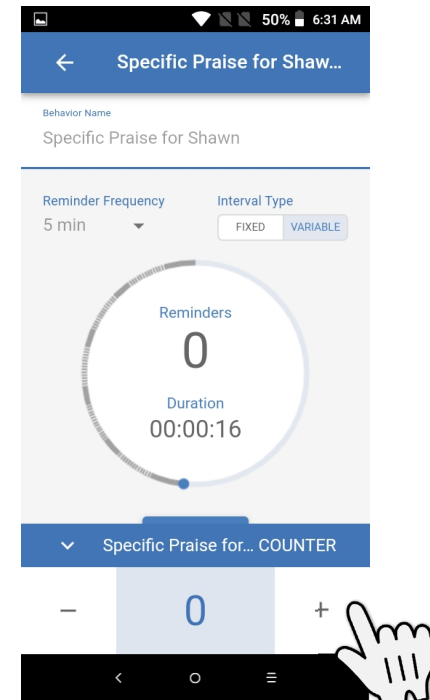 50% 6:31 AM
Specific Praise for Shaw...
Behavior Name
Specific Praise for Shawn
Reminder Frequency Interval Type
5 min FIXED VARIABLE
Reminders
0
Duration
00:00:16
Specific Praise for... COUNTER
− 0 +